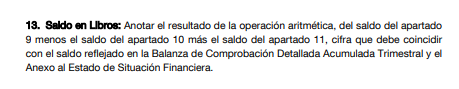 13. Saldo en Libros: Anotar el resultado de la operación aritmética, del saldo del apartado
9 menos el saldo del apartado 10 más el saldo del apartado 11, cifra que debe coincidir
con el saldo reflejado en la Balanza de Comprobación Detallada Acumulada Trimestral y el
Anexo al Estado de Situación Financiera.